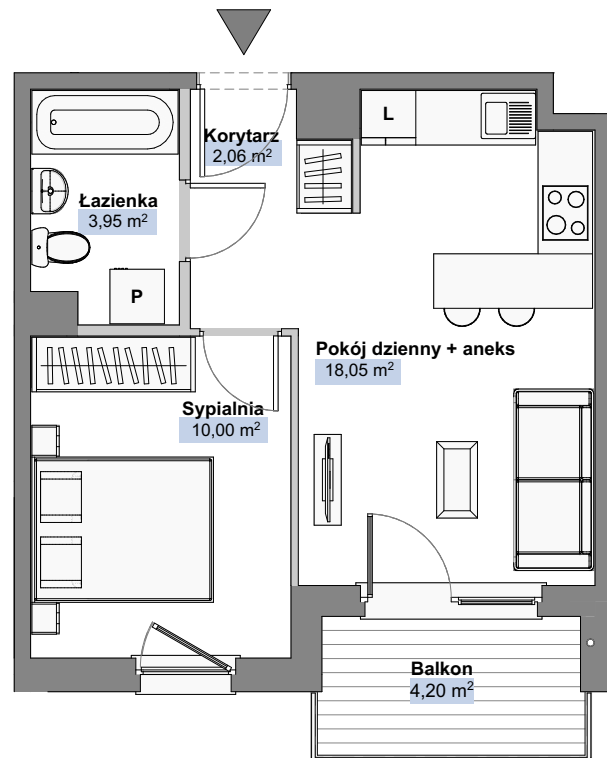 L
Korytarz
2,06 m²
Łazienka
3,95 m²
P
Pokój dzienny + aneks
18,05 m²
Sypialnia
10,00 m²
Balkon
4,20 m²